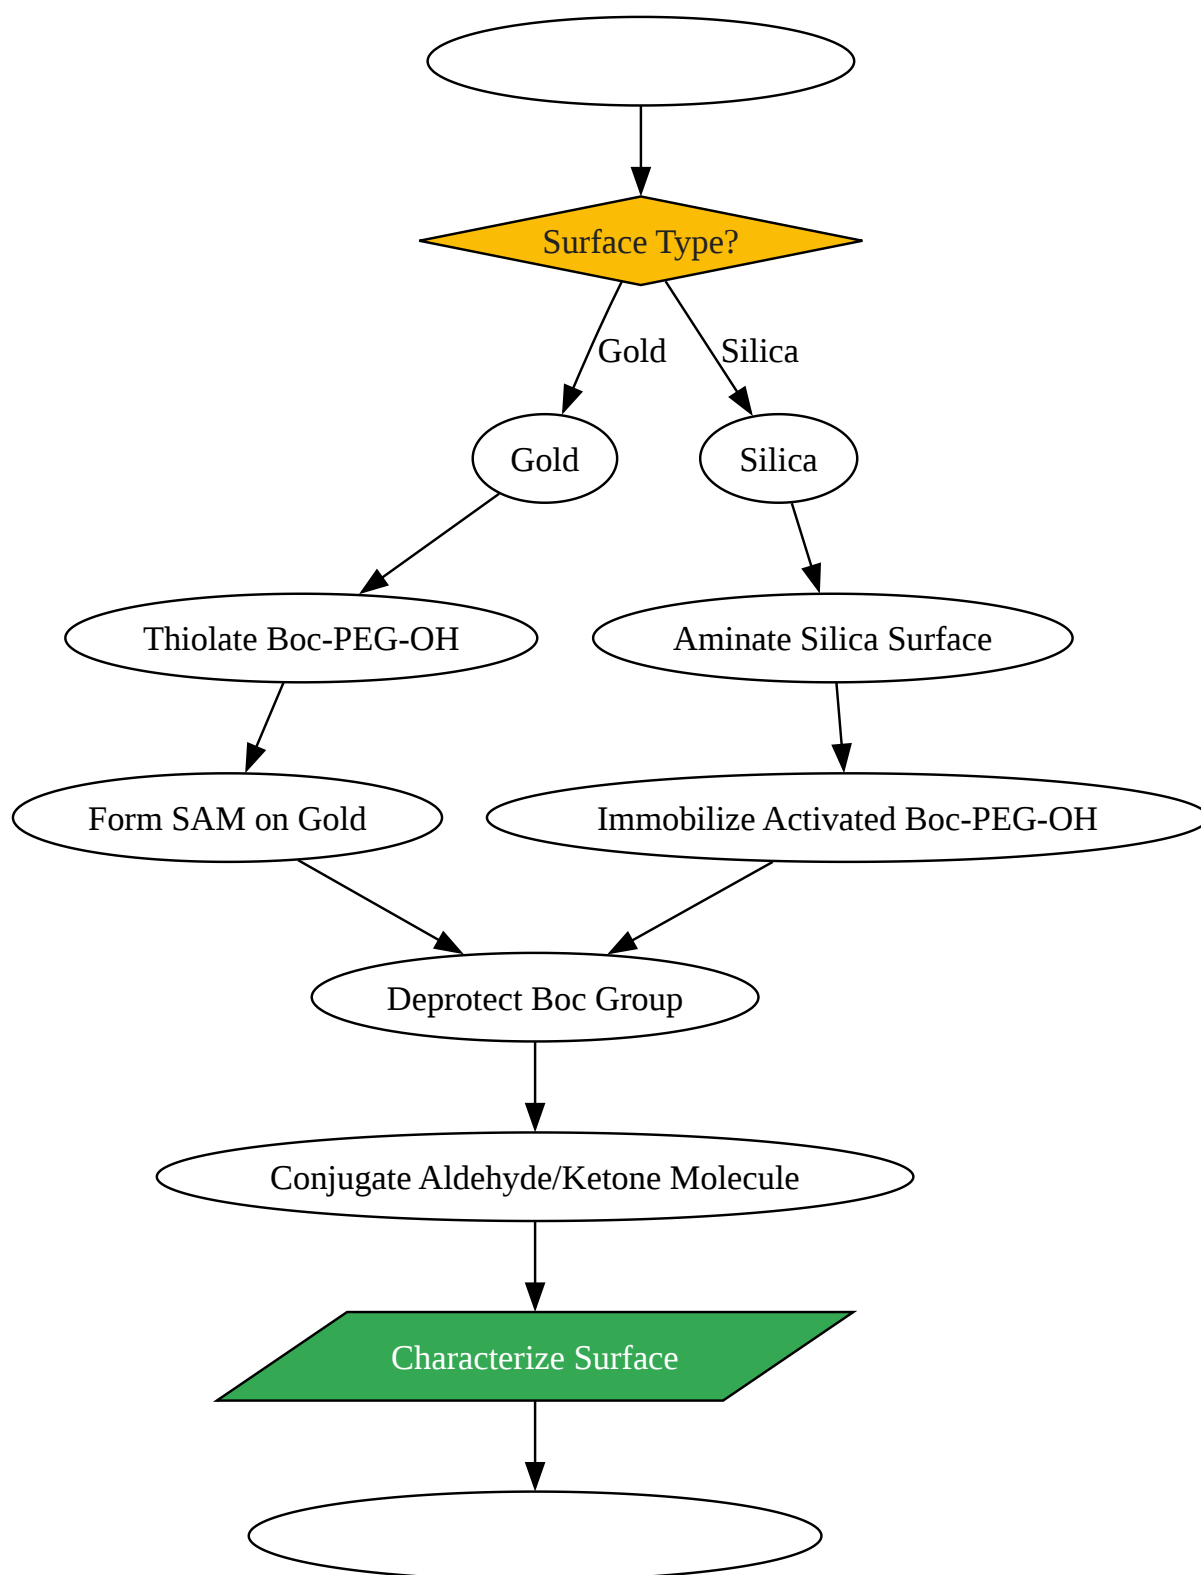 Surface Type?
Gold
Silica
Gold
Silica
Thiolate Boc-PEG-OH
Aminate Silica Surface
Form SAM on Gold
Immobilize Activated Boc-PEG-OH
Deprotect Boc Group
Conjugate Aldehyde/Ketone Molecule
Characterize Surface